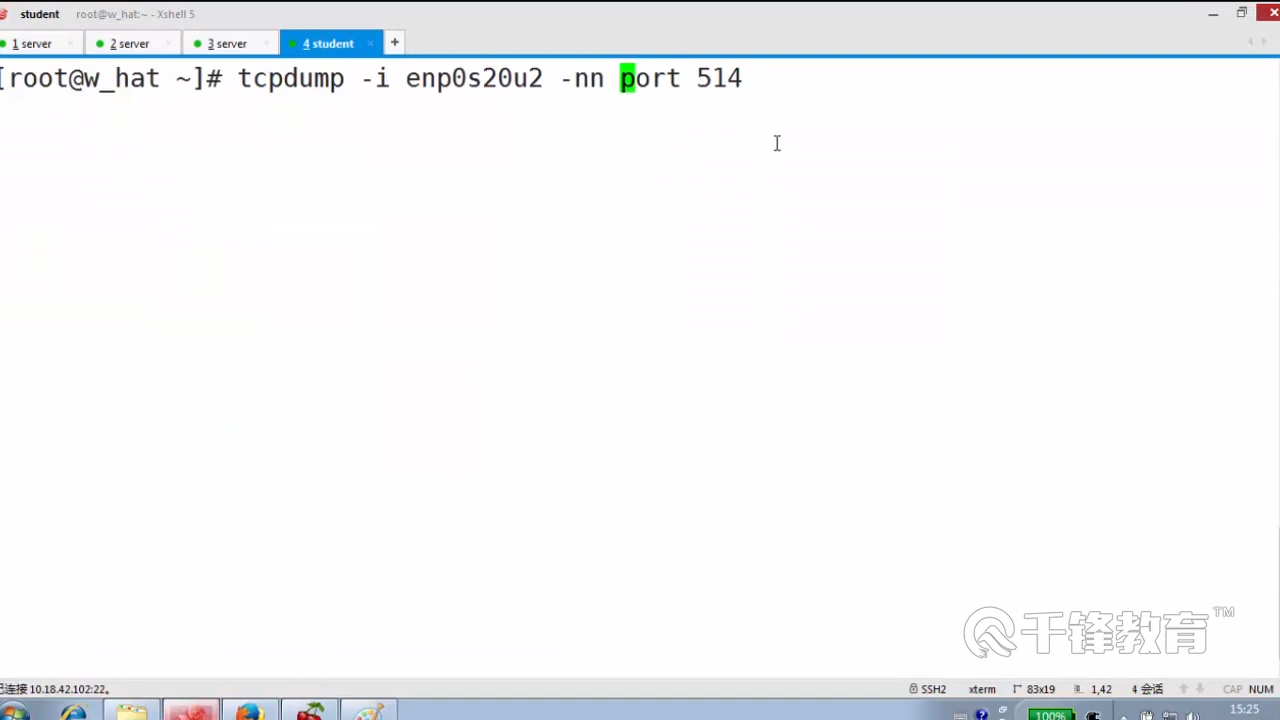 student root@w_hat:~ - Xshell 5
1 server 2 server 3 server 4 student
[root@w_hat ~]# tcpdump -i enp0s20u2 -nn port 514
千锋教育 TM
已连接 10.18.42.102:22。 SSH2 xterm 83x19 1,42 4 会话 CAP NUM
100% 15:25